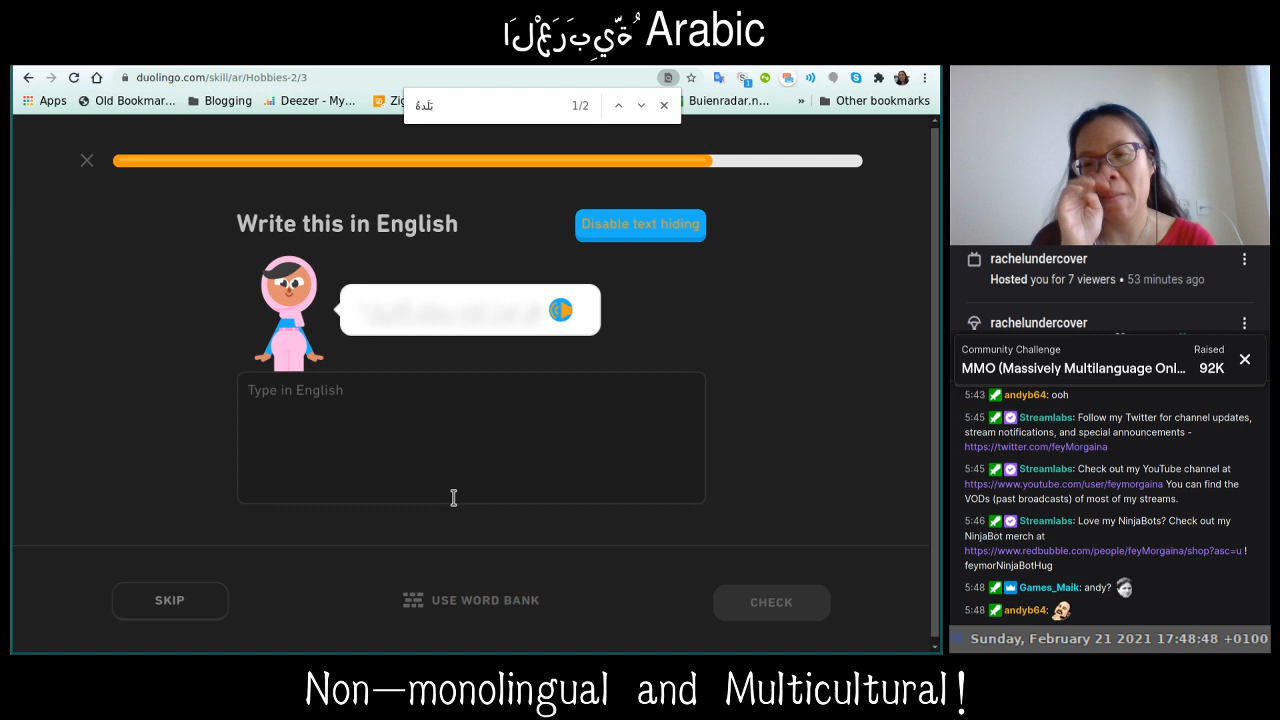 اَلْعَرَبِيَّةُ Arabic
duolingo.com/skill/ar/Hobbies-2/3
Apps Old Bookmar... Blogging Deezer - My... Zig Buienradar.n... » Other bookmarks
بَلَدهُ 1/2
Write this in English
Disable text hiding
Type in English
SKIP
USE WORD BANK
CHECK
rachelundercover
Hosted you for 7 viewers • 53 minutes ago
rachelundercover
Community Challenge Raised
MMO (Massively Multilanguage Onl... 92K
5:43 andyb64: ooh
5:45 Streamlabs: Follow my Twitter for channel updates,
stream notifications, and special announcements -
https://twitter.com/feyMorgaina
5:45 Streamlabs: Check out my YouTube channel at
https://www.youtube.com/user/feymorgaina You can find the
VODs (past broadcasts) of most of my streams.
5:46 Streamlabs: Love my NinjaBots? Check out my
NinjaBot merch at
https://www.redbubble.com/people/feyMorgaina/shop?asc=u !
feymorNinjaBotHug
5:48 Games_Maik: andy?
5:48 andyb64:
Sunday, February 21 2021 17:48:48 +0100
Non-monolingual and Multicultural!